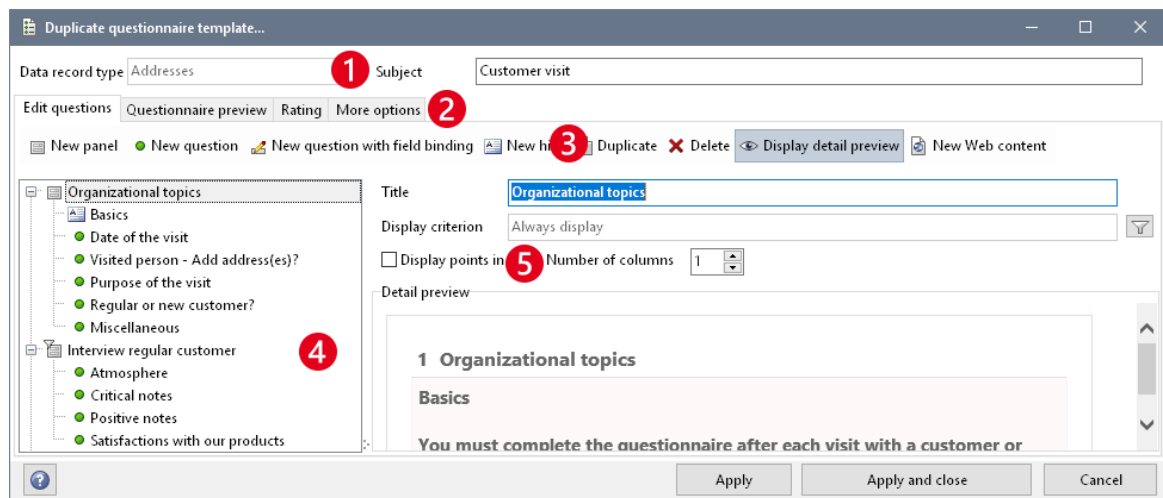 Duplicate questionnaire template...
Data record type Addresses 1 Subject Customer visit
Edit questions Questionnaire preview Rating More options 2
New panel New question New question with field binding New hi 3 Duplicate Delete Display detail preview New Web content
Organizational topics
Basics
Date of the visit
Visited person - Add address(es)?
Purpose of the visit
Regular or new customer?
Miscellaneous
Interview regular customer
4
Atmosphere
Critical notes
Positive notes
Satisfactions with our products
Title Organizational topics
Display criterion Always display
Display points in 5 Number of columns 1
Detail preview
1 Organizational topics
Basics
You must complete the questionnaire after each visit with a customer or
? Apply Apply and close Cancel